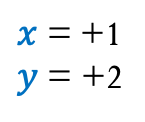 x = +1
y = +2